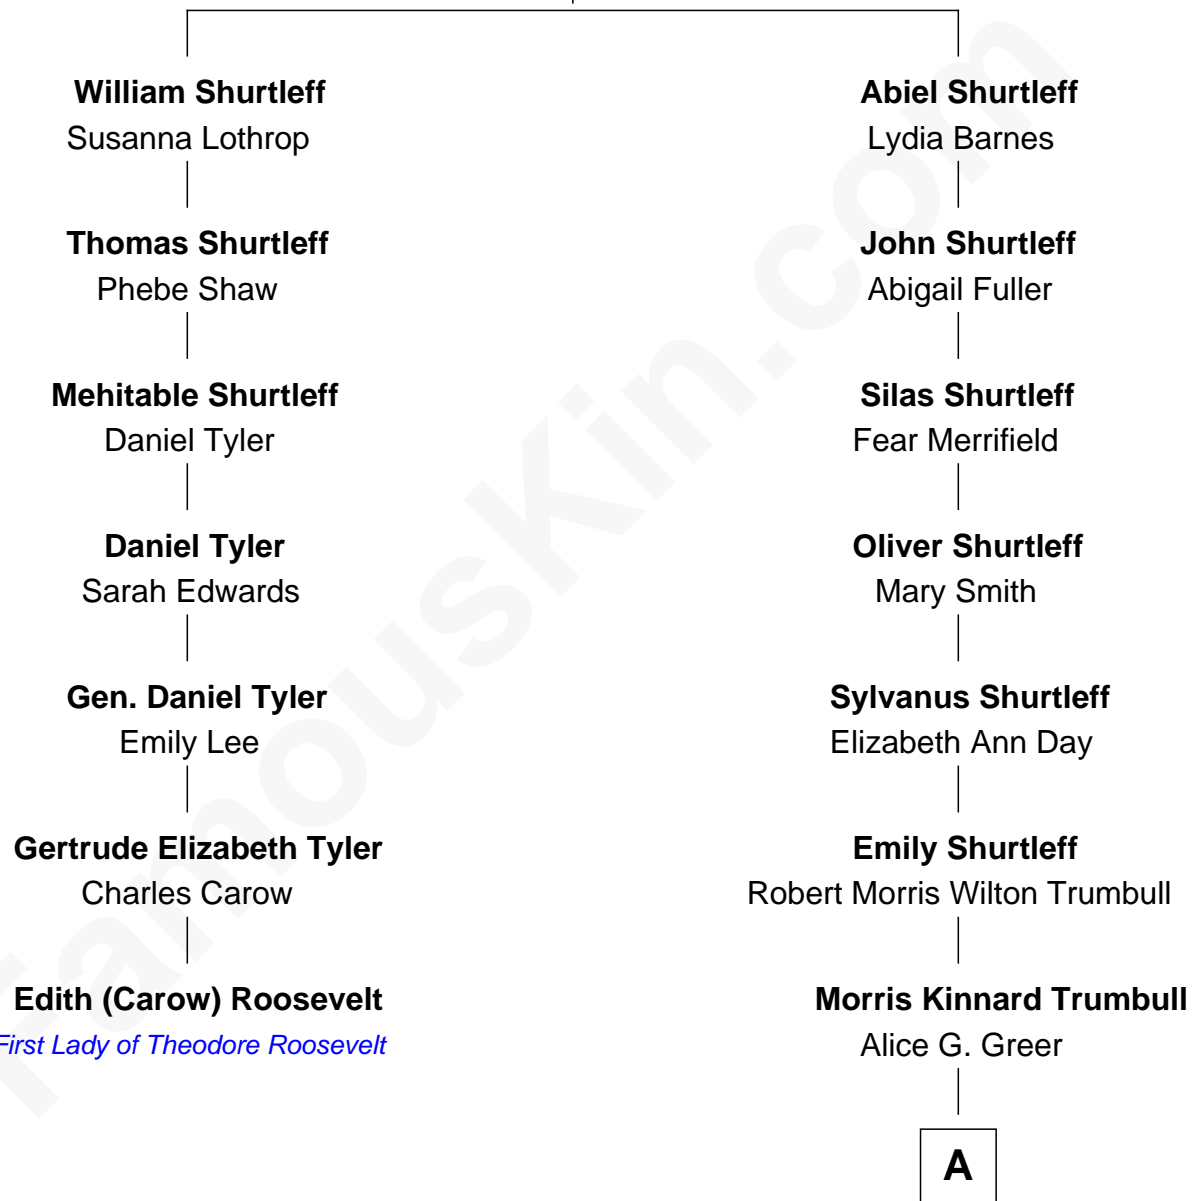 William Shurtleff
Susanna Lothrop
Thomas Shurtleff
Phebe Shaw
Mehitable Shurtleff
Daniel Tyler
Daniel Tyler
Sarah Edwards
Gen. Daniel Tyler
Emily Lee
Gertrude Elizabeth Tyler
Charles Carow
Edith (Carow) Roosevelt
First Lady of Theodore Roosevelt
Abiel Shurtleff
Lydia Barnes
John Shurtleff
Abigail Fuller
Silas Shurtleff
Fear Merrifield
Oliver Shurtleff
Mary Smith
Sylvanus Shurtleff
Elizabeth Ann Day
Emily Shurtleff
Robert Morris Wilton Trumbull
Morris Kinnard Trumbull
Alice G. Greer
A
FamousKin.com